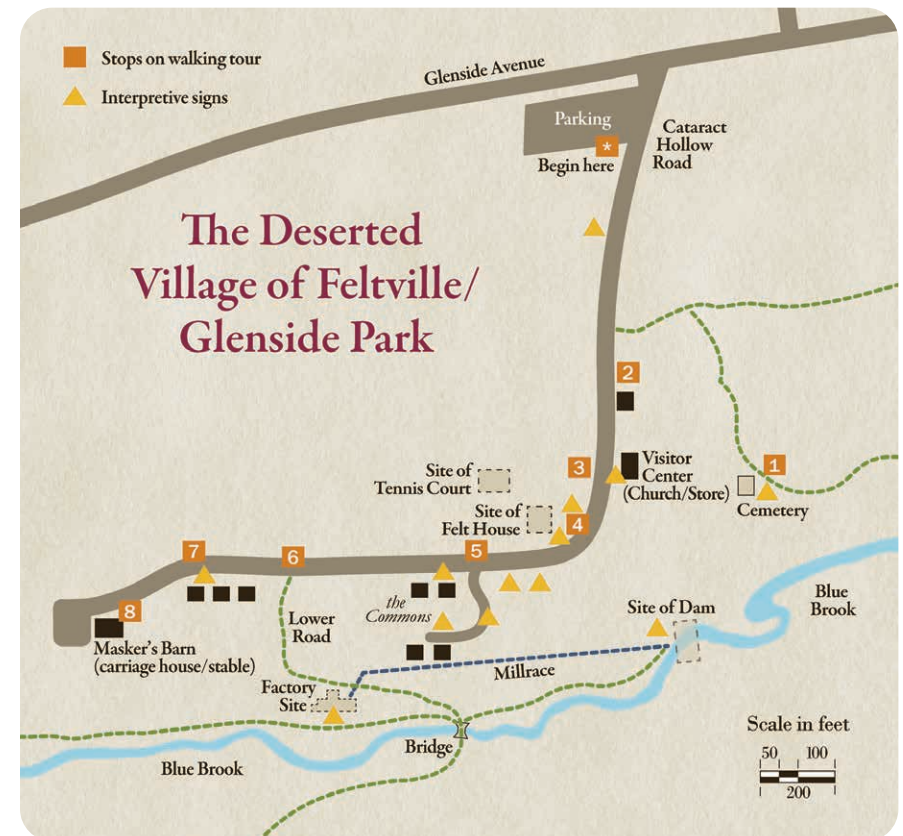 Stops on walking tour
Interpretive signs
Glenside Avenue
Parking
*
Begin here
Cataract
Hollow
Road
The Deserted
Village of Feltville/
Glenside Park
2
3
Visitor
Center
(Church/Store)
1
Cemetery
Site of
Tennis Court
Site of
Felt House
4
5
6
7
8
the
Commons
Lower
Road
Masker's Barn
(carriage house/stable)
Site of Dam
Blue
Brook
Millrace
Factory
Site
Bridge
Blue Brook
Scale in feet
50 100
200